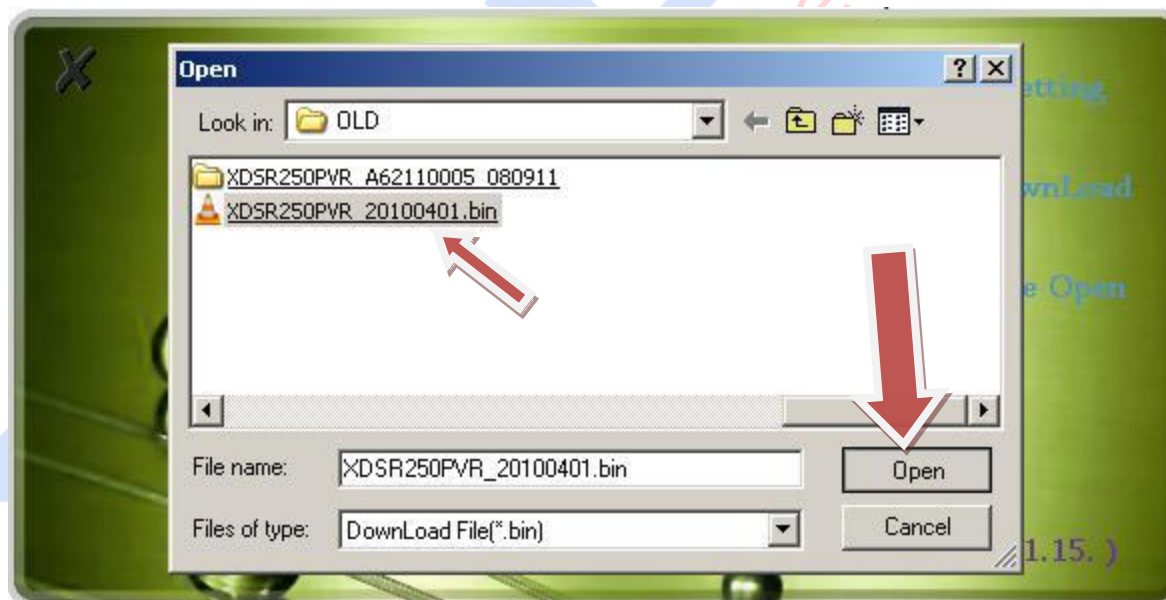 Open
etting,
Look in: OLD
XDSR250PVR_A62110005_080911
wnLoad
XDSR250PVR_20100401.bin
e Open
File name: XDSR250PVR_20100401.bin Open
Files of type: DownLoad File(*.bin) Cancel
1.15. )